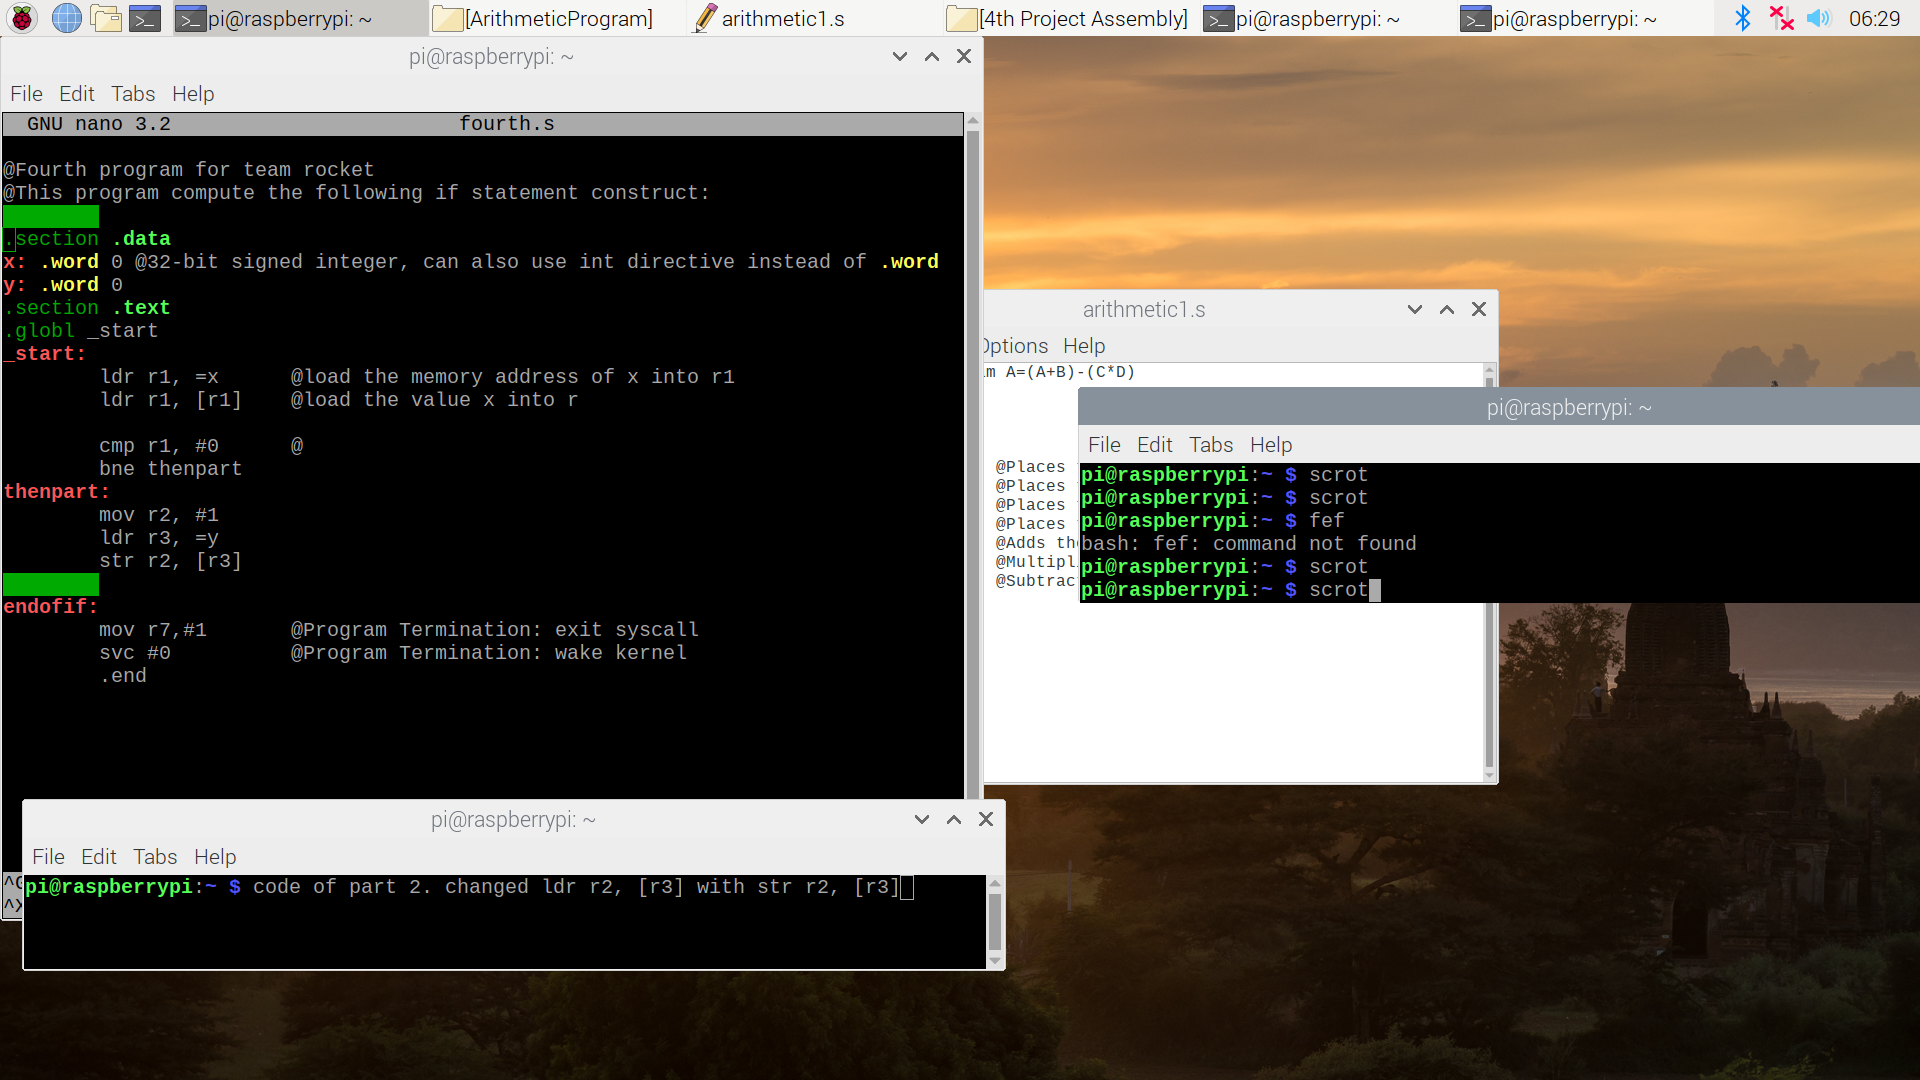 pi@raspberrypi: ~
[ArithmeticProgram]
arithmetic1.s
[4th Project Assembly]
pi@raspberrypi: ~
pi@raspberrypi: ~
06:29
pi@raspberrypi: ~
File Edit Tabs Help
GNU nano 3.2 fourth.s
@Fourth program for team rocket
@This program compute the following if statement construct:
.section .data
x: .word 0 @32-bit signed integer, can also use int directive instead of .word
y: .word 0
.section .text
.globl _start
_start:
ldr r1, =x @load the memory address of x into r1
ldr r1, [r1] @load the value x into r
cmp r1, #0 @
bne thenpart
thenpart:
mov r2, #1
ldr r3, =y
str r2, [r3]
endofif:
mov r7,#1 @Program Termination: exit syscall
svc #0 @Program Termination: wake kernel
.end
arithmetic1.s
Options Help
A=(A+B)-(C*D)
@Places
@Places
@Places
@Places
@Adds
pi@raspberrypi: ~
File Edit Tabs Help
pi@raspberrypi:~ $ scrot
pi@raspberrypi:~ $ scrot
pi@raspberrypi:~ $ fef
bash: fef: command not found
pi@raspberrypi:~ $ scrot
pi@raspberrypi:~ $ scrot
pi@raspberrypi: ~
File Edit Tabs Help
pi@raspberrypi:~ $ code of part 2. changed ldr r2, [r3] with str r2, [r3]